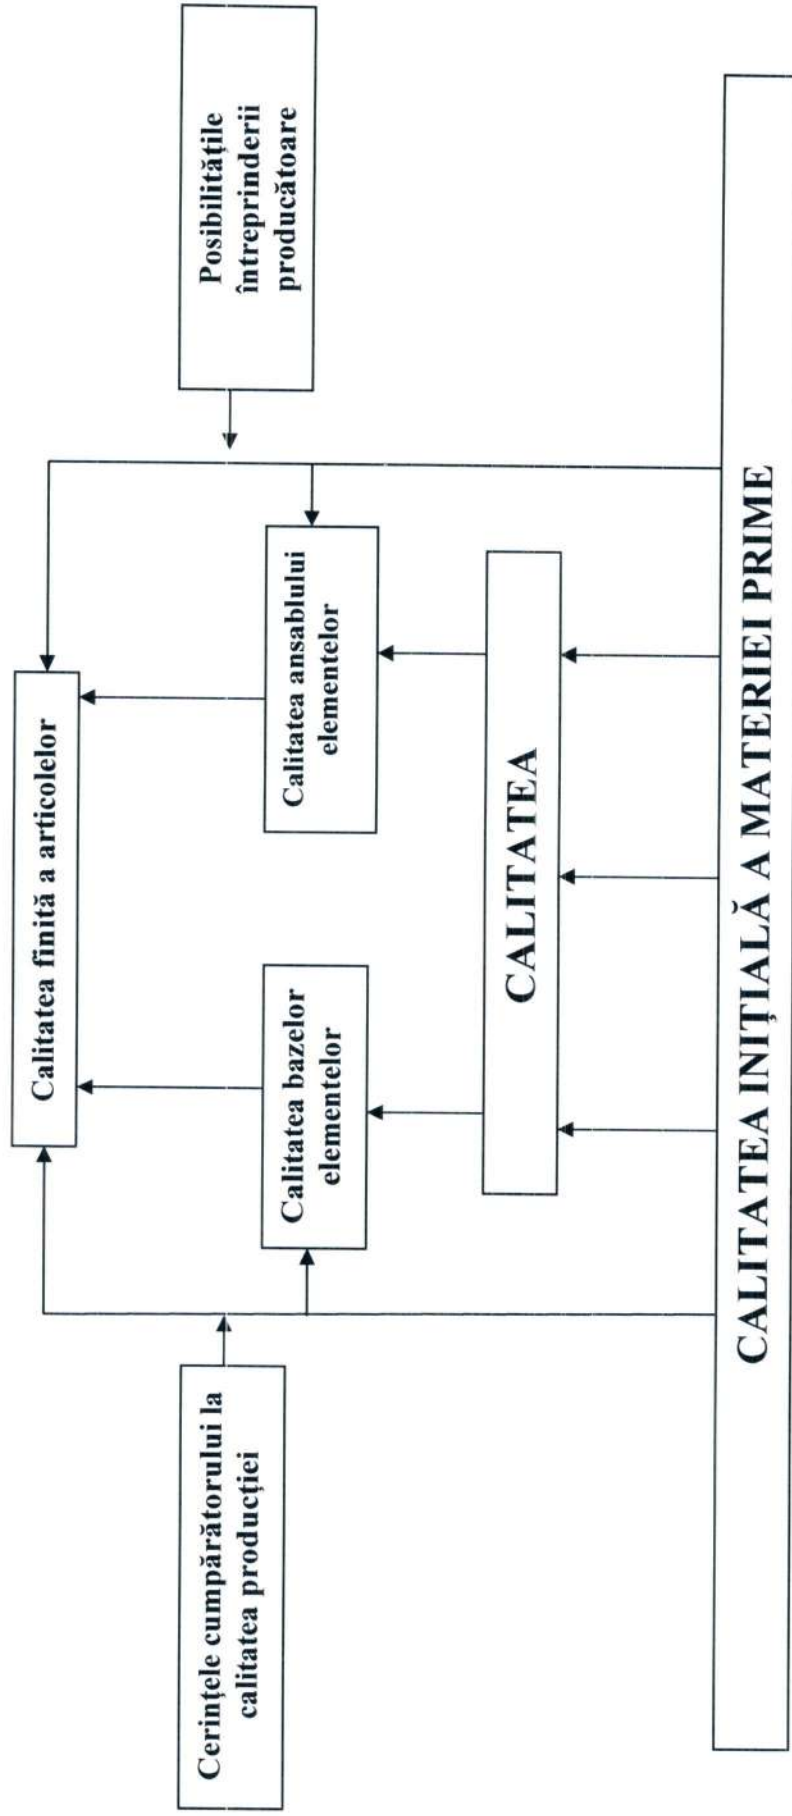 Calitatea finită a articolelor
Cerințele cumpărătorului la
calitatea producției
Calitatea bazelor
elementelor
Calitatea ansablului
elementelor
Posibilitățile
întreprinderii
producătoare
CALITATEA
CALITATEA INIȚIALĂ A MATERIEI PRIME